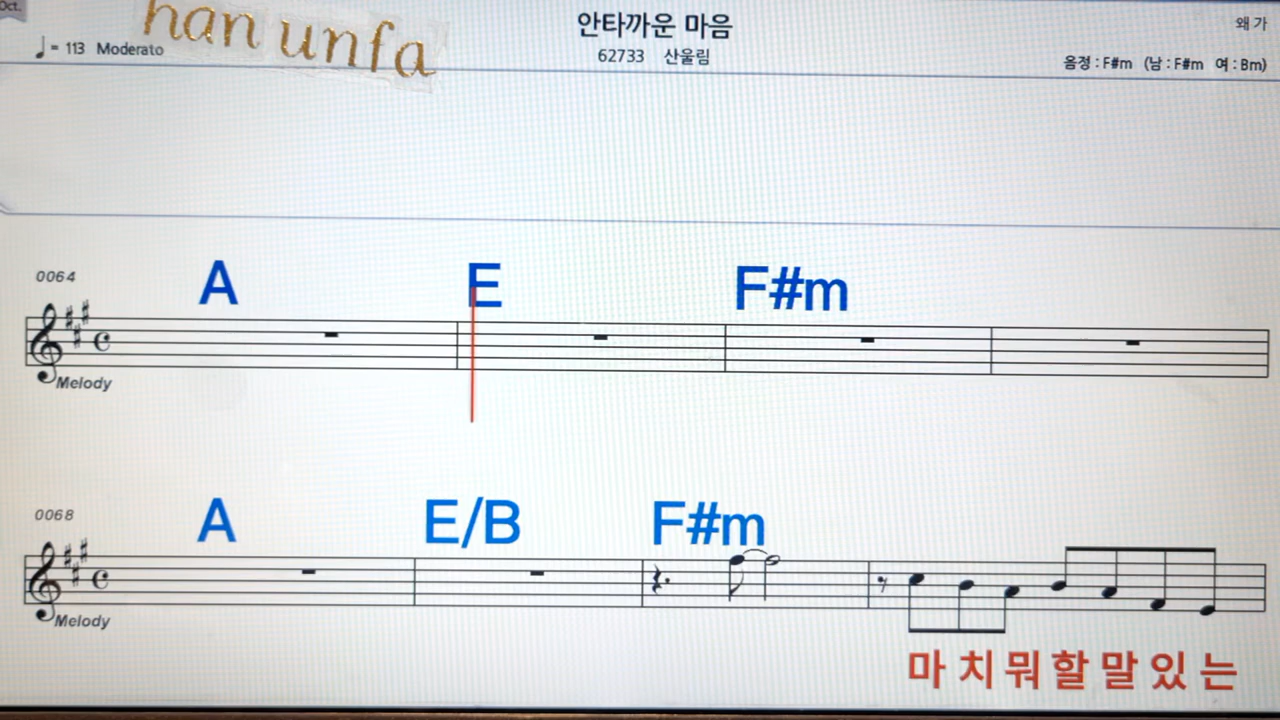 Oct.
han unfa
안타까운 마음
왜 가
♩= 113 Moderato
62733 산울림
음정 : F#m (남 : F#m 여 : Bm)
0064
A E F#m
Melody
0068
A E/B F#m
Melody
마 치 뭐 할 말 있 는